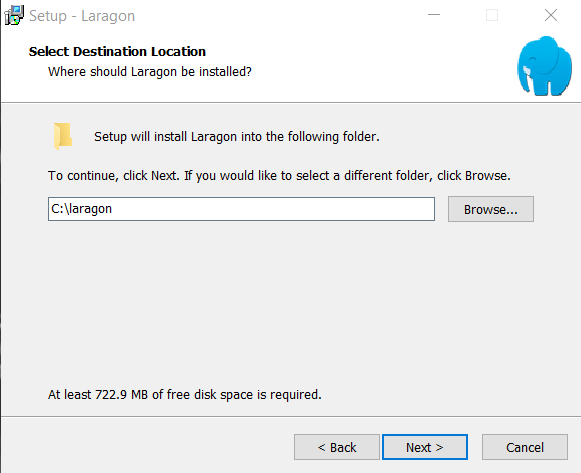 Setup - Laragon
Select Destination Location
Where should Laragon be installed?
Setup will install Laragon into the following folder.
To continue, click Next. If you would like to select a different folder, click Browse.
C:\laragon
Browse...
At least 722.9 MB of free disk space is required.
< Back
Next >
Cancel